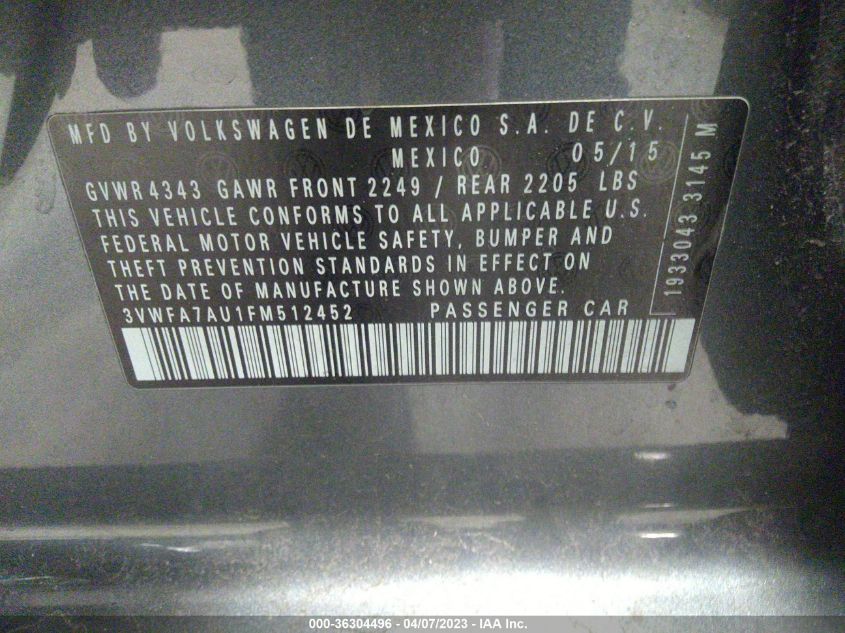 MFD BY VOLKSWAGEN DE MEXICO S.A. DE C.V.
MEXICO 05/15
GVWR 4343 GAWR FRONT 2249 / REAR 2205 LBS
THIS VEHICLE CONFORMS TO ALL APPLICABLE U.S.
FEDERAL MOTOR VEHICLE SAFETY, BUMPER AND
THEFT PREVENTION STANDARDS IN EFFECT ON
THE DATE OF MANUFACTURE SHOWN ABOVE.
3VWFA7AU1FM512452 PASSENGER CAR
1933043 3145 M
000-36304496 - 04/07/2023 - IAA Inc.